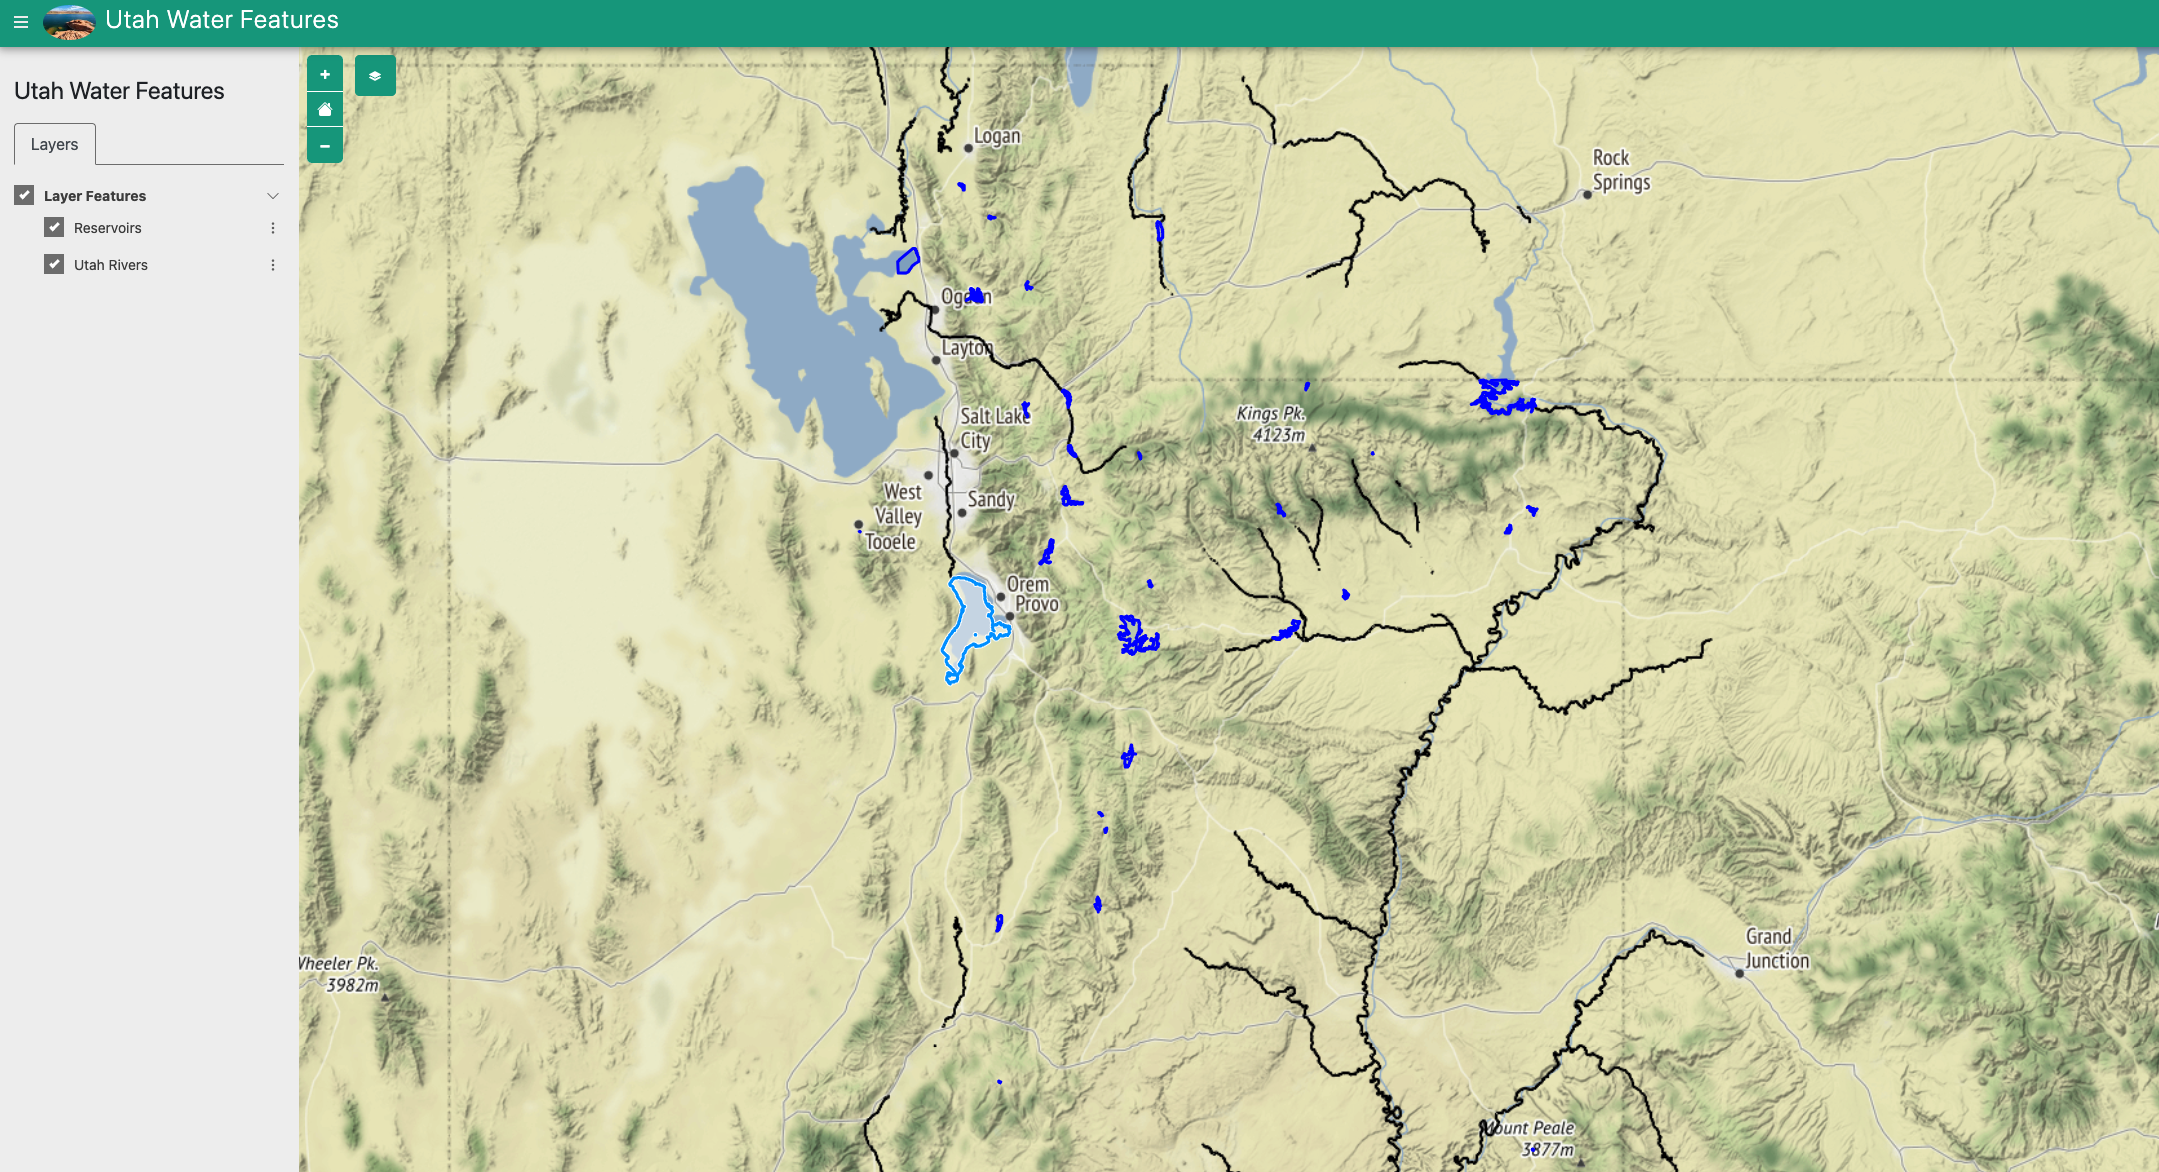 Utah Water Features
Utah Water Features
Layers
Layer Features
Reservoirs
Utah Rivers
Logan
Rock
Springs
Ogden
Layton
Salt Lake
City
Kings Pk.
4123m
West
Valley
Sandy
Tooele
Orem
Provo
Wheeler Pk.
3982m
Grand
Junction
Mount Peale
3877m